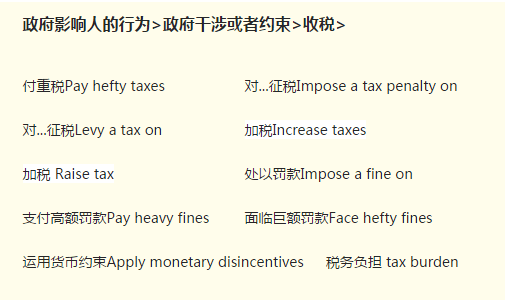 政府影响人的行为>政府干涉或者约束>收税>
付重税Pay hefty taxes 对...征税Impose a tax penalty on
对...征税Levy a tax on 加税Increase taxes
加税 Raise tax 处以罚款Impose a fine on
支付高额罚款Pay heavy fines 面临巨额罚款Face hefty fines
运用货币约束Apply monetary disincentives 税务负担 tax burden